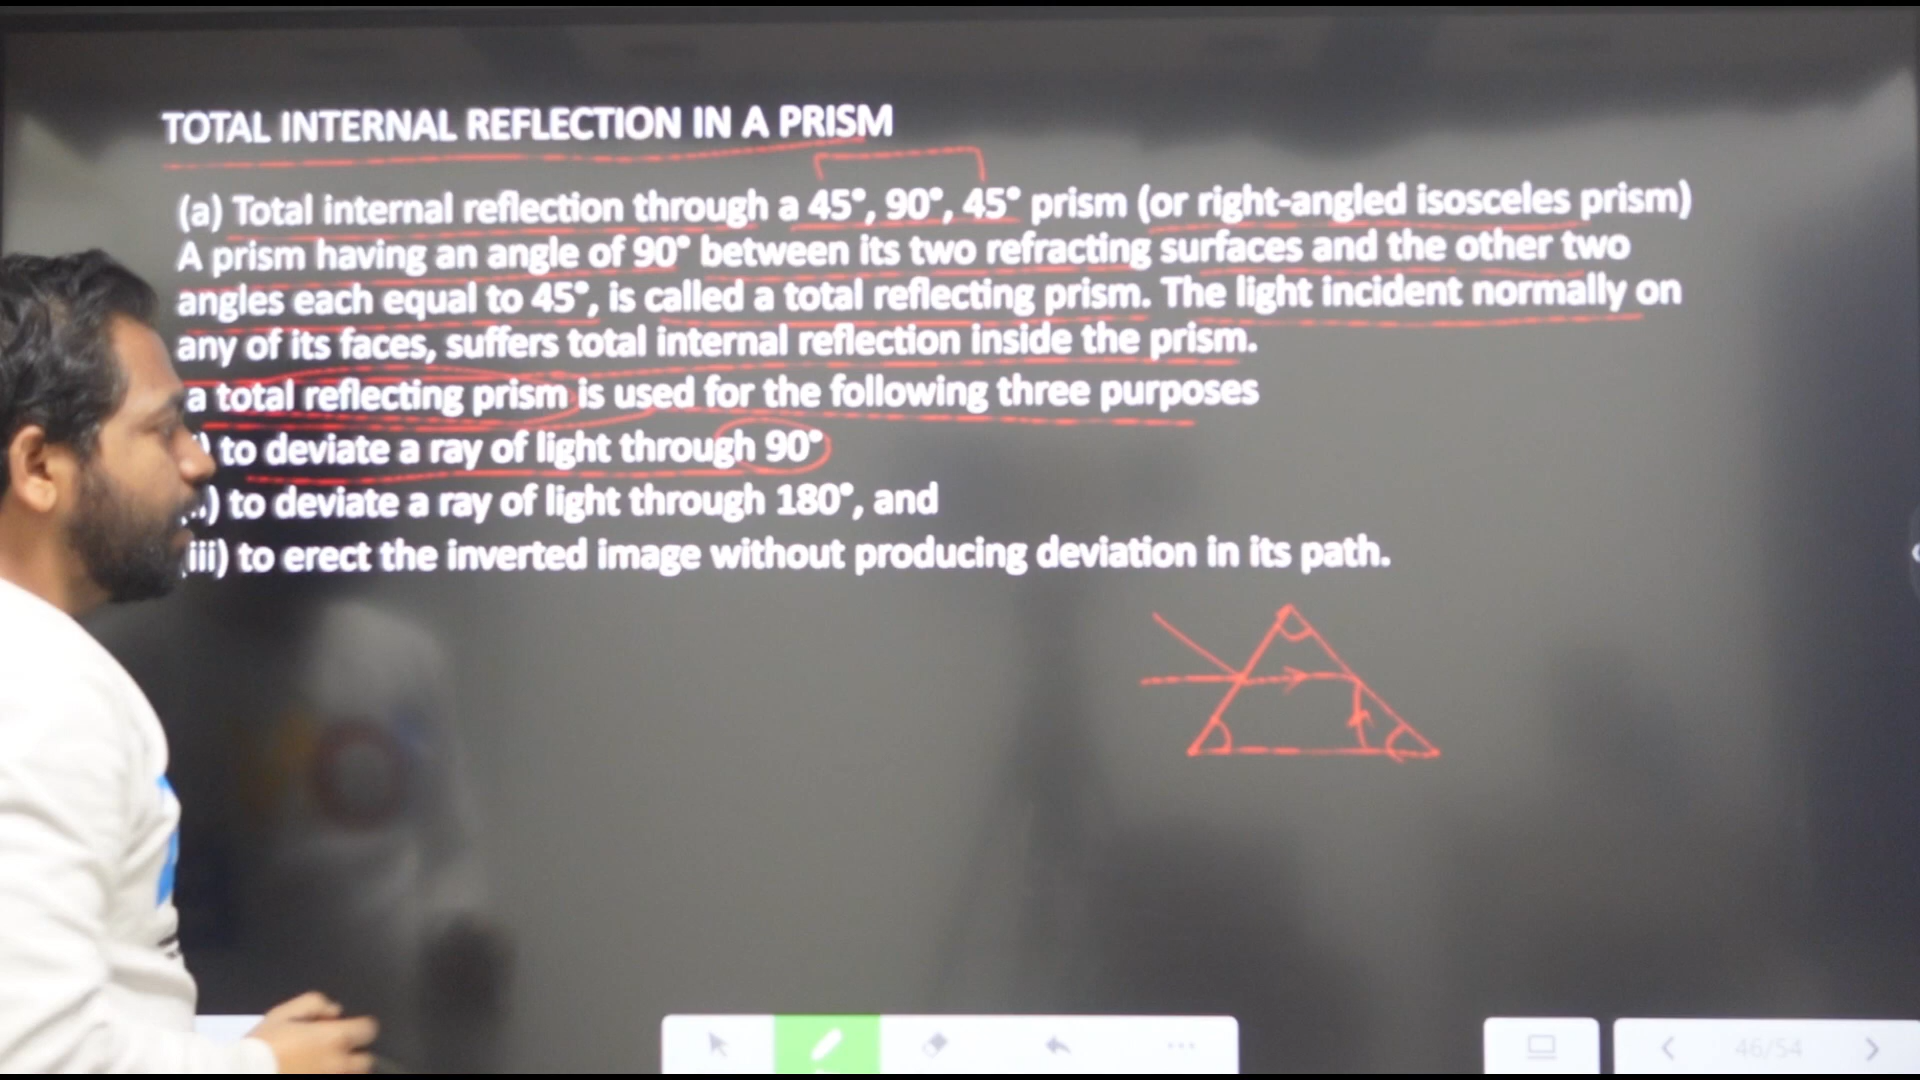 TOTAL INTERNAL REFLECTION IN A PRISM
(a) Total internal reflection through a 45°, 90°, 45° prism (or right-angled isosceles prism)
A prism having an angle of 90° between its two refracting surfaces and the other two
angles each equal to 45°, is called a total reflecting prism. The light incident normally on
any of its faces, suffers total internal reflection inside the prism.
a total reflecting prism is used for the following three purposes
) to deviate a ray of light through 90°
.) to deviate a ray of light through 180°, and
iii) to erect the inverted image without producing deviation in its path.
46/54